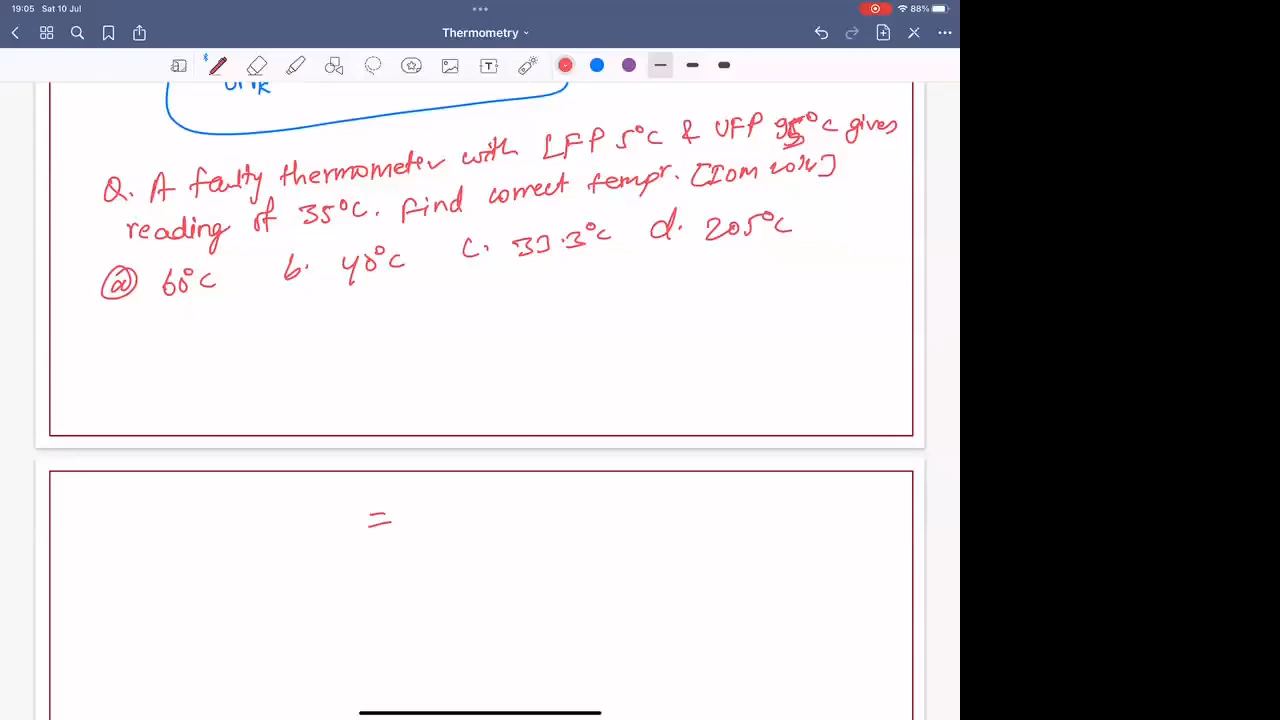 19:05 Sat 10 Jul
88%
Thermometry
Q. A faulty thermometer with LFP 5°C & UFP 95°C gives
reading of 35°C. Find correct tempr. [IOM
a 60°C b. 40°C c. 33.3°C d. 205°C
=